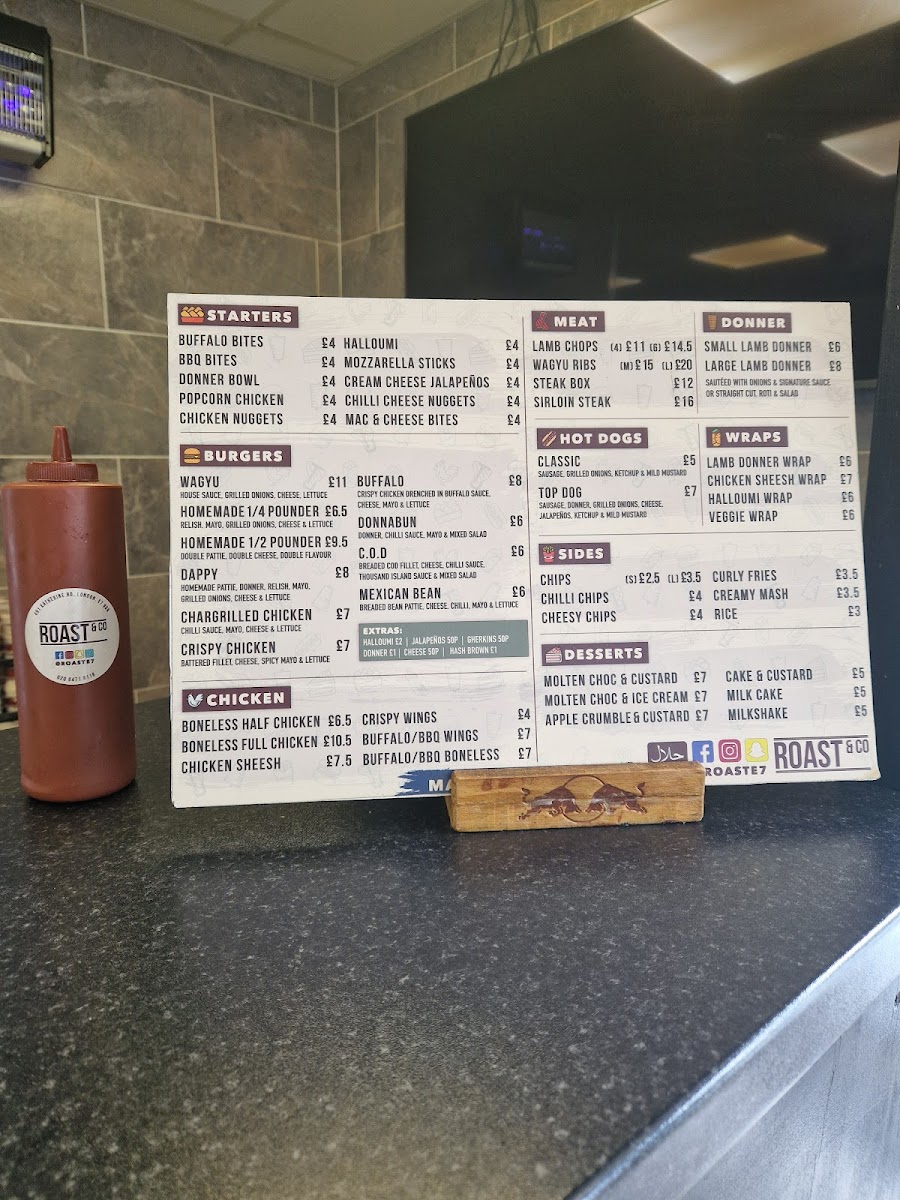 STARTERS
BUFFALO BITES £4
BBQ BITES £4
DONNER BOWL £4
POPCORN CHICKEN £4
CHICKEN NUGGETS £4
HALLOUMI £4
MOZZARELLA STICKS £4
CREAM CHEESE JALAPEÑOS £4
CHILLI CHEESE NUGGETS £4
MAC & CHEESE BITES £4
BURGERS
WAGYU £11
HOUSE SAUCE, GRILLED ONIONS, CHEESE, LETTUCE
HOMEMADE 1/4 POUNDER £6.5
RELISH, MAYO, GRILLED ONIONS, CHEESE & LETTUCE
HOMEMADE 1/2 POUNDER £9.5
DOUBLE PATTIE, DOUBLE CHEESE, DOUBLE FLAVOUR
DAPPY £8
HOMEMADE PATTIE, DONNER, RELISH, MAYO,
GRILLED ONIONS, CHEESE & LETTUCE
CHARGRILLED CHICKEN £7
CHILLI SAUCE, MAYO, CHEESE & LETTUCE
CRISPY CHICKEN £7
BATTERED FILLET, CHEESE, SPICY MAYO & LETTUCE
BUFFALO £8
CRISPY CHICKEN DRENCHED IN BUFFALO SAUCE,
CHEESE, MAYO & LETTUCE
DONNABUN £6
DONNER, CHILLI SAUCE, MAYO & MIXED SALAD
C.O.D £6
BREADED COD FILLET, CHEESE, CHILLI SAUCE,
THOUSAND ISLAND SAUCE & MIXED SALAD
MEXICAN BEAN £6
BREADED BEAN PATTIE, CHEESE, CHILLI, MAYO & LETTUCE
EXTRAS:
HALLOUMI £2 | JALAPEÑOS 50P | GHERKINS 50P
DONNER £1 | CHEESE 50P | HASH BROWN £1
CHICKEN
BONELESS HALF CHICKEN £6.5
BONELESS FULL CHICKEN £10.5
CHICKEN SHEESH £7.5
CRISPY WINGS £4
BUFFALO/BBQ WINGS £7
BUFFALO/BBQ BONELESS £7
MEAT
LAMB CHOPS (4) £11 (6) £14.5
WAGYU RIBS (M) £15 (L) £20
STEAK BOX £12
SIRLOIN STEAK £16
DONNER
SMALL LAMB DONNER £6
LARGE LAMB DONNER £8
SAUTÉED WITH ONIONS & SIGNATURE SAUCE
OR STRAIGHT CUT, ROTI & SALAD
HOT DOGS
CLASSIC £5
SAUSAGE, GRILLED ONIONS, KETCHUP & MILD MUSTARD
TOP DOG £7
SAUSAGE, DONNER, GRILLED ONIONS, CHEESE,
JALAPEÑOS, KETCHUP & MILD MUSTARD
WRAPS
LAMB DONNER WRAP £6
CHICKEN SHEESH WRAP £7
HALLOUMI WRAP £6
VEGGIE WRAP £6
SIDES
CHIPS (S) £2.5 (L) £3.5
CHILLI CHIPS £4
CHEESY CHIPS £4
CURLY FRIES £3.5
CREAMY MASH £3.5
RICE £3
DESSERTS
MOLTEN CHOC & CUSTARD £7
MOLTEN CHOC & ICE CREAM £7
APPLE CRUMBLE & CUSTARD £7
CAKE & CUSTARD £5
MILK CAKE £5
MILKSHAKE £5
حلال
ROASTE7
ROAST & CO
ROAST & CO
@ROASTE7